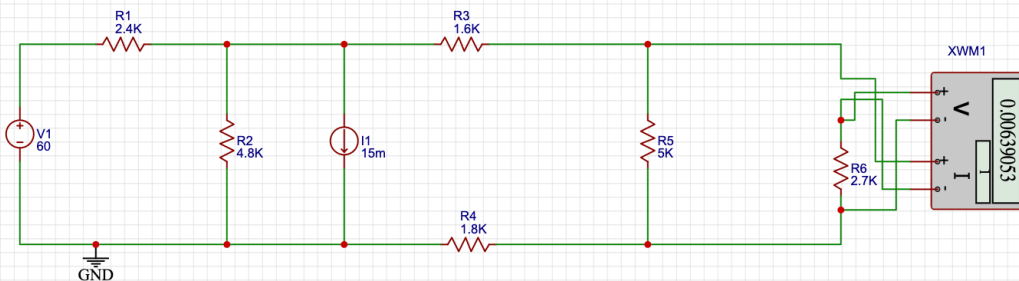 R1
2.4K
R3
1.6K
XWM1
V1
60
R2
4.8K
I1
15m
R5
5K
R6
2.7K
+
V
-
+
I
-
0.00639053
1
R4
1.8K
GND